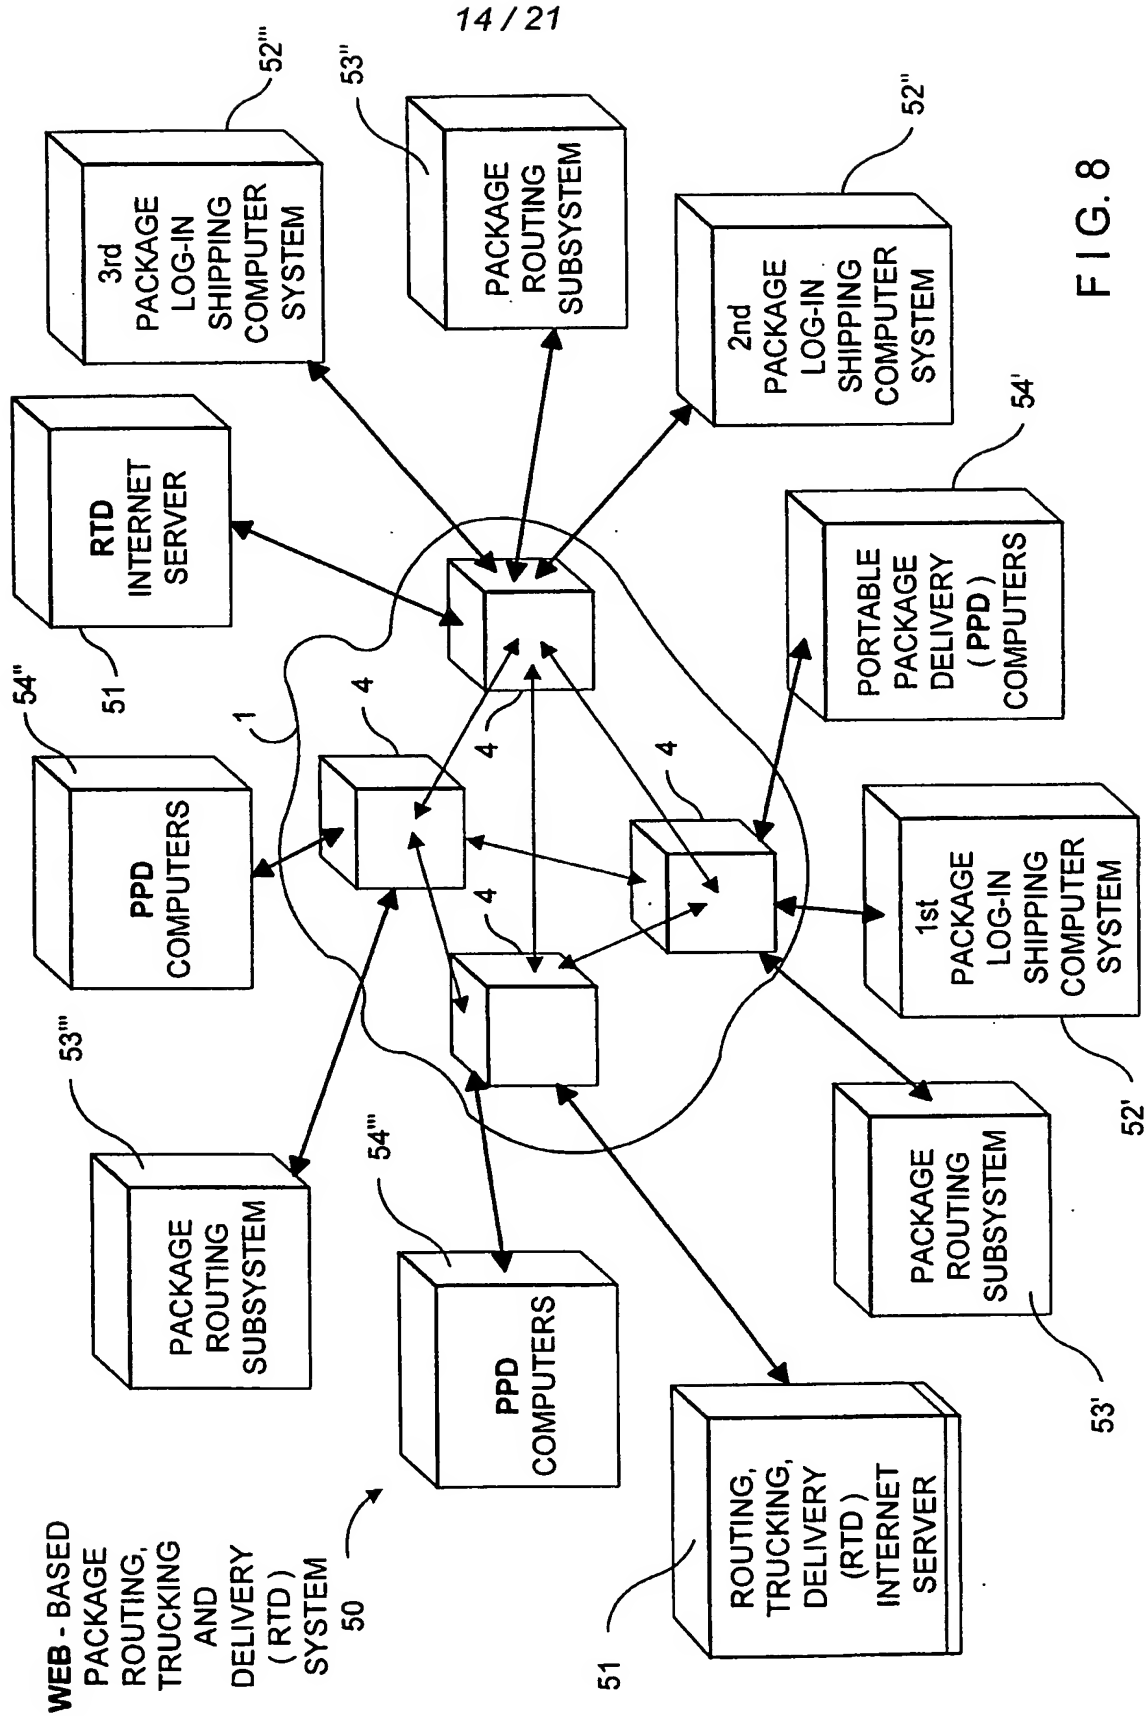 14 / 21
WEB - BASED
PACKAGE
ROUTING,
TRUCKING
AND
DELIVERY
( RTD )
SYSTEM
50
53'''
PACKAGE
ROUTING
SUBSYSTEM
54''
PPD
COMPUTERS
51
RTD
INTERNET
SERVER
52'''
3rd
PACKAGE
LOG-IN
SHIPPING
COMPUTER
SYSTEM
53''
PACKAGE
ROUTING
SUBSYSTEM
54'''
PPD
COMPUTERS
1
4
4
4
4
52''
2nd
PACKAGE
LOG-IN
SHIPPING
COMPUTER
SYSTEM
51
ROUTING,
TRUCKING,
DELIVERY
(RTD )
INTERNET
SERVER
53'
PACKAGE
ROUTING
SUBSYSTEM
52'
1st
PACKAGE
LOG-IN
SHIPPING
COMPUTER
SYSTEM
54'
PORTABLE
PACKAGE
DELIVERY
( PPD )
COMPUTERS
FIG. 8